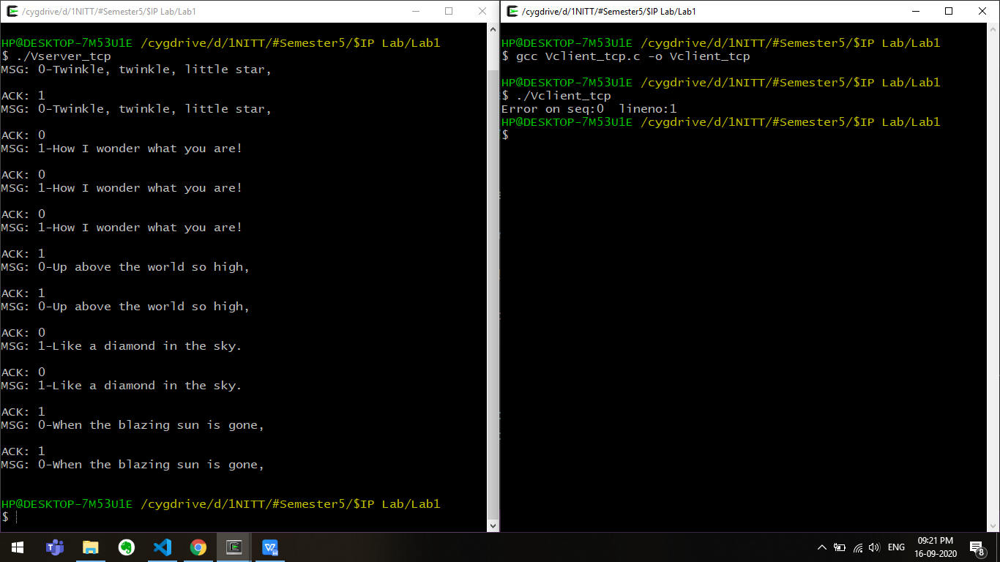 /cygdrive/d/1NITT/#Semester5/$IP Lab/Lab1
HP@DESKTOP-7M53U1E /cygdrive/d/1NITT/#Semester5/$IP Lab/Lab1
$ ./Vserver_tcp
MSG: 0-Twinkle, twinkle, little star,
ACK: 1
MSG: 0-Twinkle, twinkle, little star,
ACK: 0
MSG: 1-How I wonder what you are!
ACK: 0
MSG: 1-How I wonder what you are!
ACK: 0
MSG: 1-How I wonder what you are!
ACK: 1
MSG: 0-Up above the world so high,
ACK: 1
MSG: 0-Up above the world so high,
ACK: 0
MSG: 1-Like a diamond in the sky.
ACK: 0
MSG: 1-Like a diamond in the sky.
ACK: 1
MSG: 0-When the blazing sun is gone,
ACK: 1
MSG: 0-When the blazing sun is gone,
HP@DESKTOP-7M53U1E /cygdrive/d/1NITT/#Semester5/$IP Lab/Lab1
$
/cygdrive/d/1NITT/#Semester5/$IP Lab/Lab1
HP@DESKTOP-7M53U1E /cygdrive/d/1NITT/#Semester5/$IP Lab/Lab1
$ gcc Vclient_tcp.c -o Vclient_tcp
HP@DESKTOP-7M53U1E /cygdrive/d/1NITT/#Semester5/$IP Lab/Lab1
$ ./Vclient_tcp
Error on seq:0  lineno:1
HP@DESKTOP-7M53U1E /cygdrive/d/1NITT/#Semester5/$IP Lab/Lab1
$
ENG
09:21 PM
16-09-2020
8